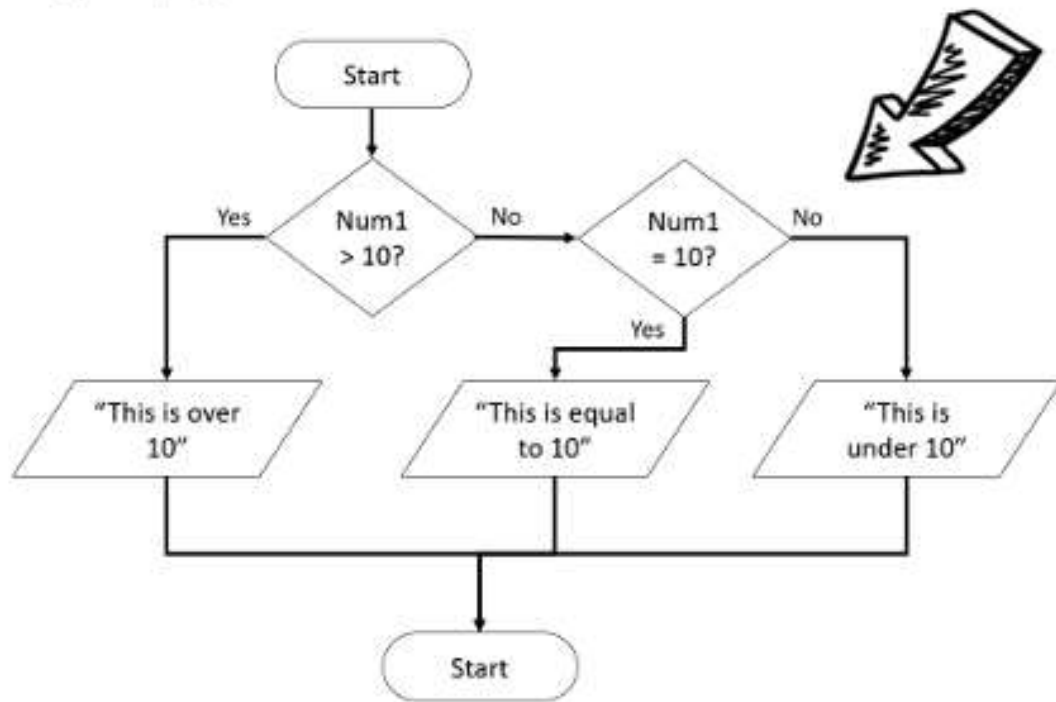 Start
Yes
Num1
> 10?
No
Num1
= 10?
No
Yes
“This is over
10”
“This is equal
to 10”
“This is
under 10”
Start